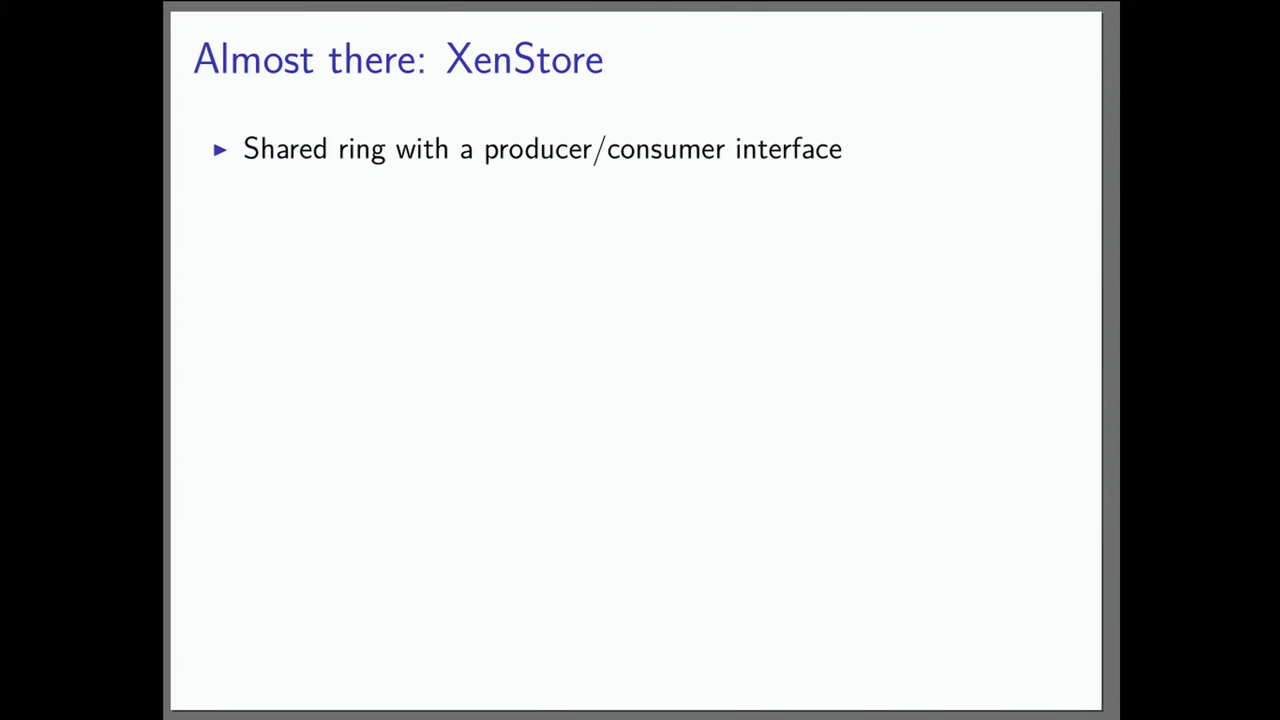 Almost there: XenStore
Shared ring with a producer/consumer interface